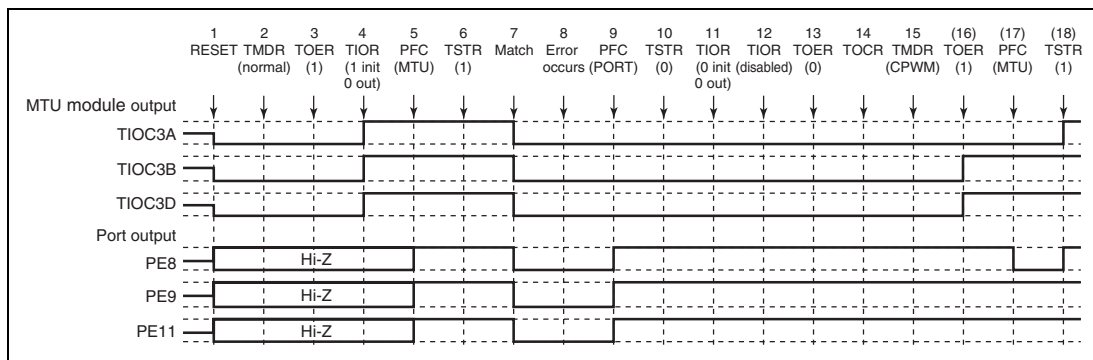 1 2 3 4 5 6 7 8 9 10 11 12 13 14 15 (16) (17) (18)
RESET TMDR TOER TIOR PFC TSTR Match Error PFC TSTR TIOR TIOR TOER TOCR TMDR TOER PFC TSTR
(normal) (1) (1 init (MTU) (1) occurs (PORT) (0) (0 init (disabled) (0) (CPWM) (1) (MTU) (1)
0 out) 0 out)
MTU module output
TIOC3A
TIOC3B
TIOC3D
Port output
PE8 Hi-Z
PE9 Hi-Z
PE11 Hi-Z